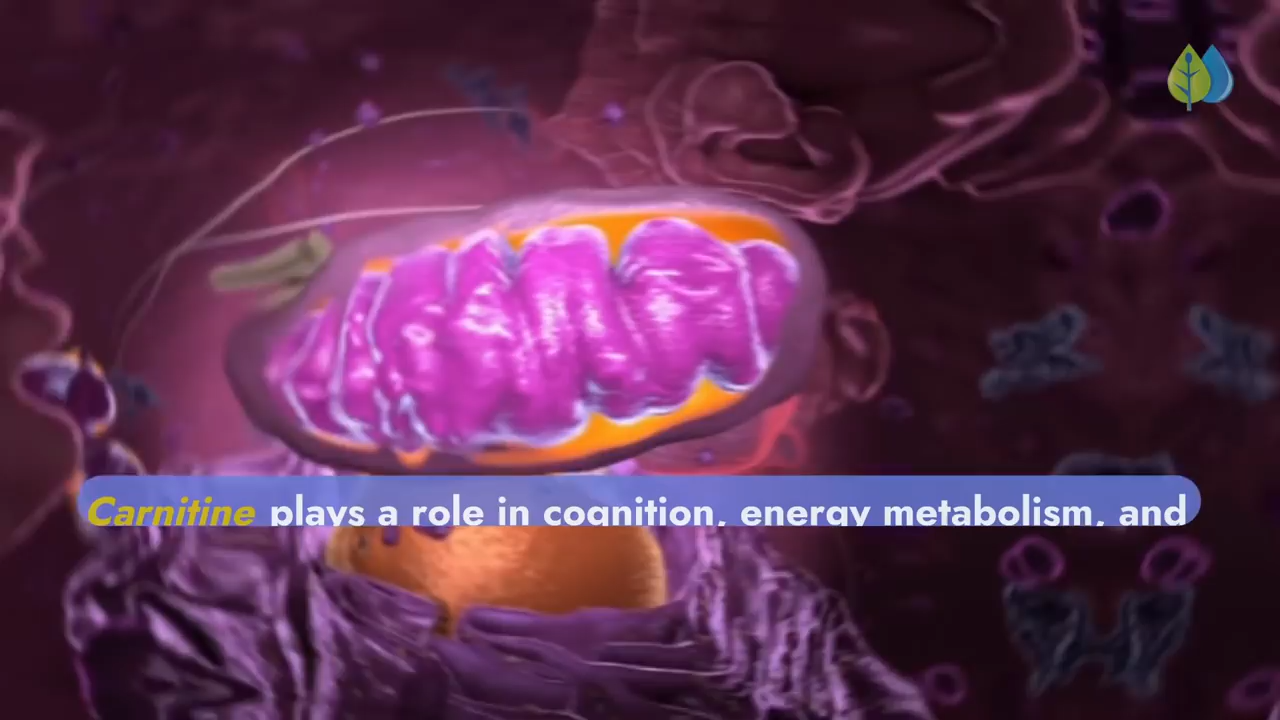 Carnitine plays a role in cognition, energy metabolism, and